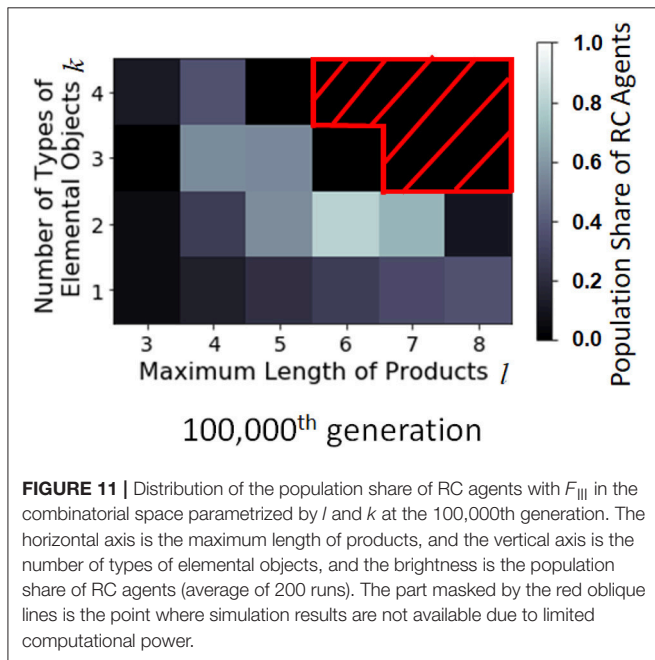 Number of Types of
Elemental Objects k
4
3
2
1
3 4 5 6 7 8
Maximum Length of Products l
1.0
0.8
0.6
0.4
0.2
0.0
Population Share of RC Agents
100,000th generation
FIGURE 11 | Distribution of the population share of RC agents with FIII in the
combinatorial space parametrized by l and k at the 100,000th generation. The
horizontal axis is the maximum length of products, and the vertical axis is the
number of types of elemental objects, and the brightness is the population
share of RC agents (average of 200 runs). The part masked by the red oblique
lines is the point where simulation results are not available due to limited
computational power.